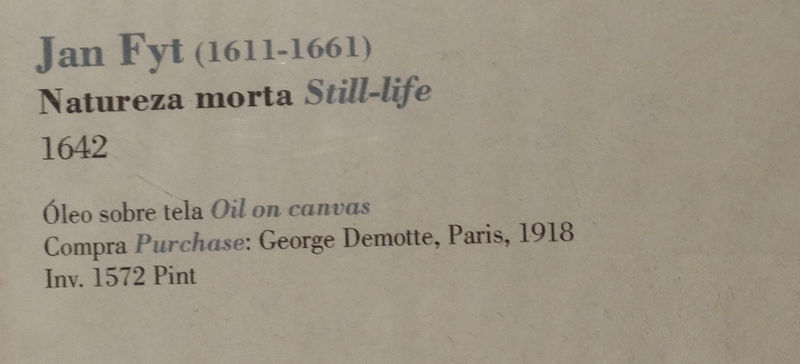 Jan Fyt (1611-1661)
Natureza morta Still-life
1642
Óleo sobre tela Oil on canvas
Compra Purchase: George Demotte, Paris, 1918
Inv. 1572 Pint